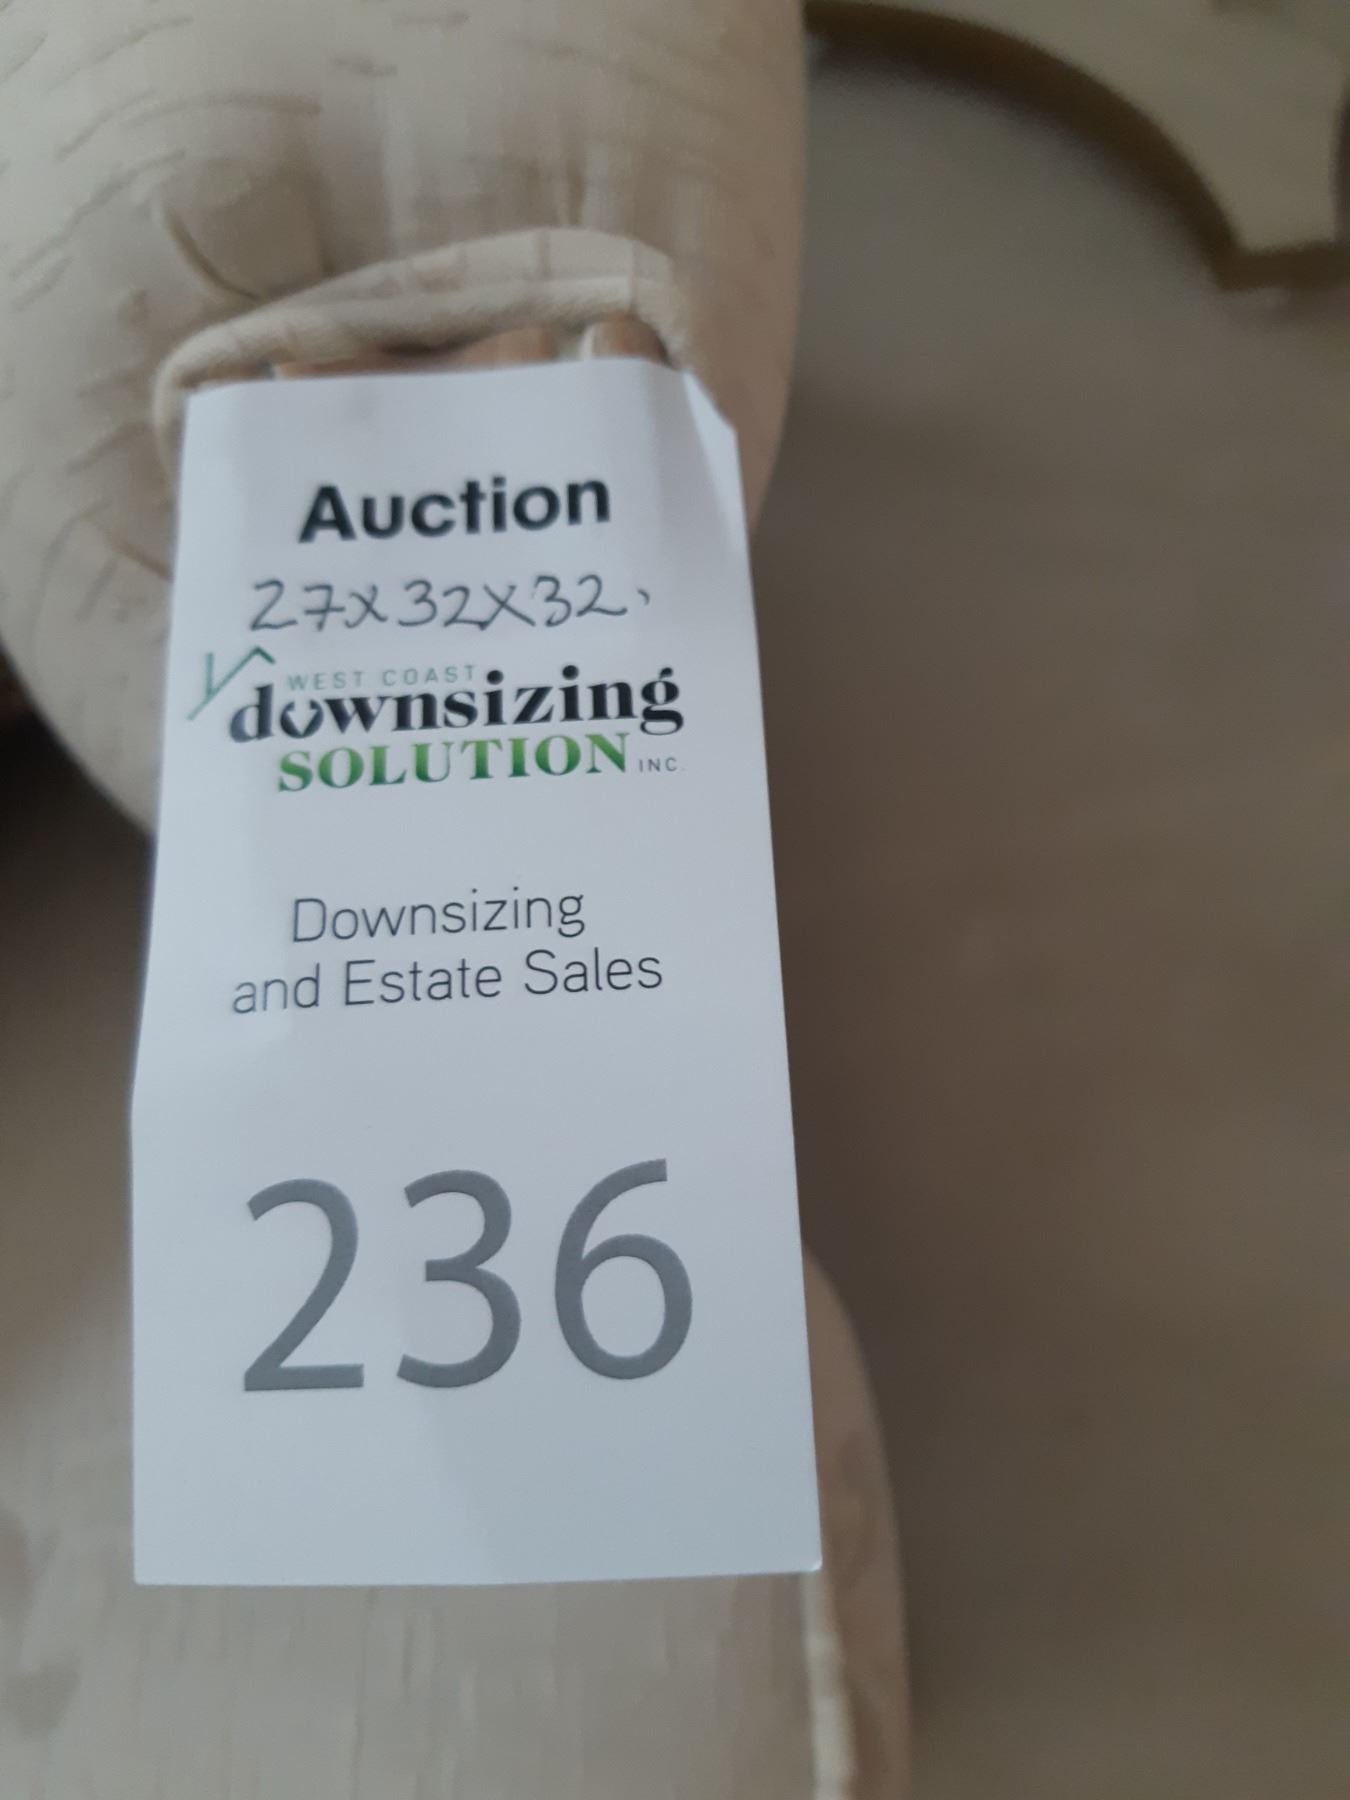 Auction
27x32x32,
WEST COAST
downsizing
SOLUTION INC.
Downsizing
and Estate Sales
236